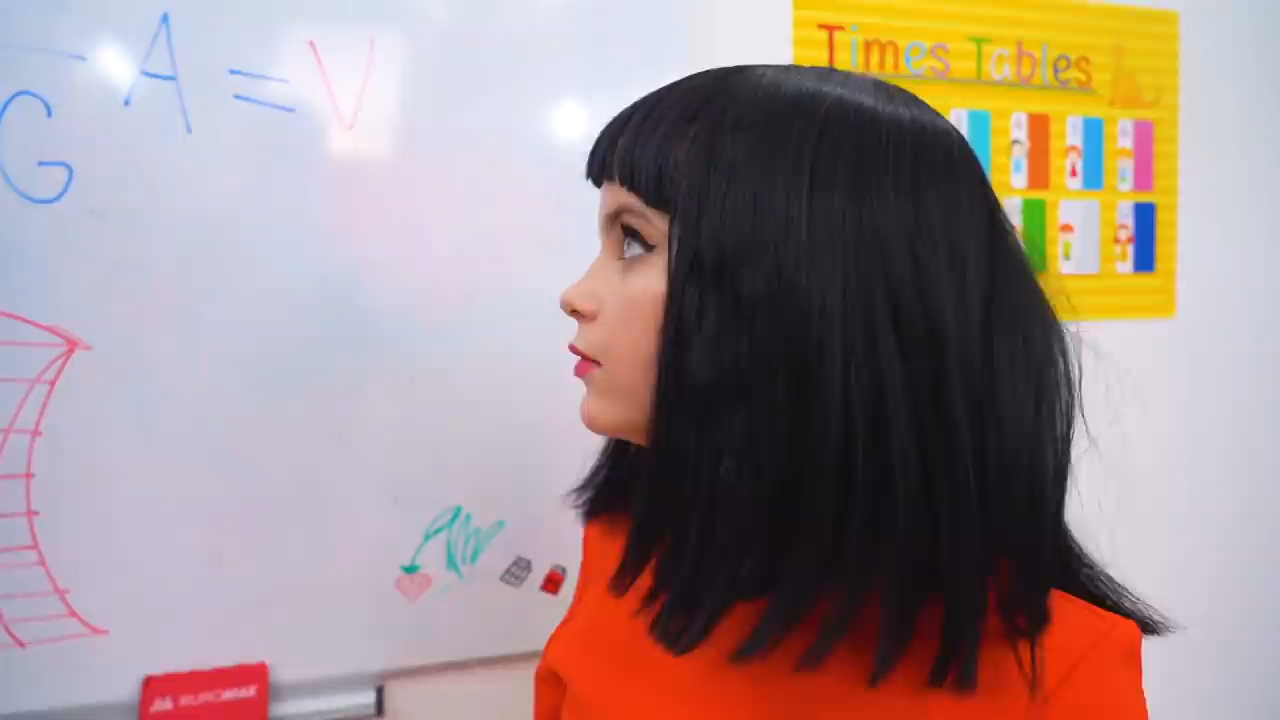 A = V
G
Times Tables